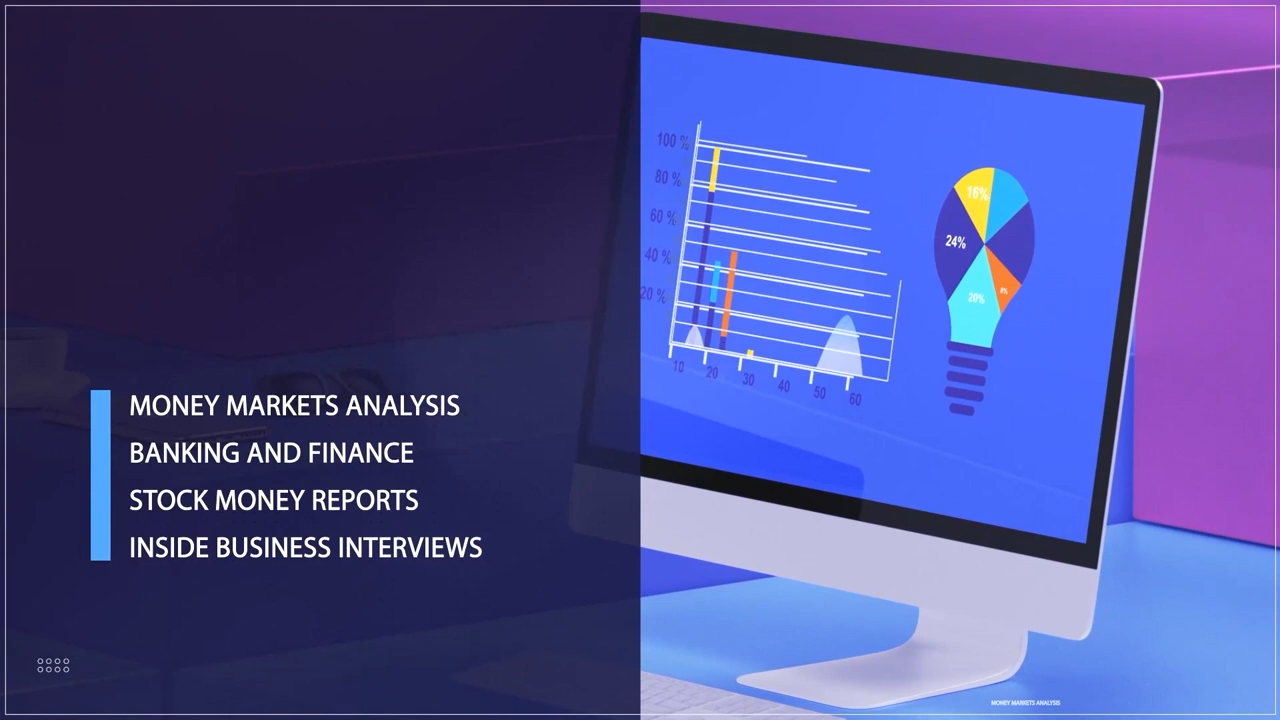 MONEY MARKETS ANALYSIS
BANKING AND FINANCE
STOCK MONEY REPORTS
INSIDE BUSINESS INTERVIEWS
100 %
80 %
60 %
40 %
20 %
10 20 30 40 50 60
16%
24%
20%
8%
MONEY MARKETS ANALYSIS